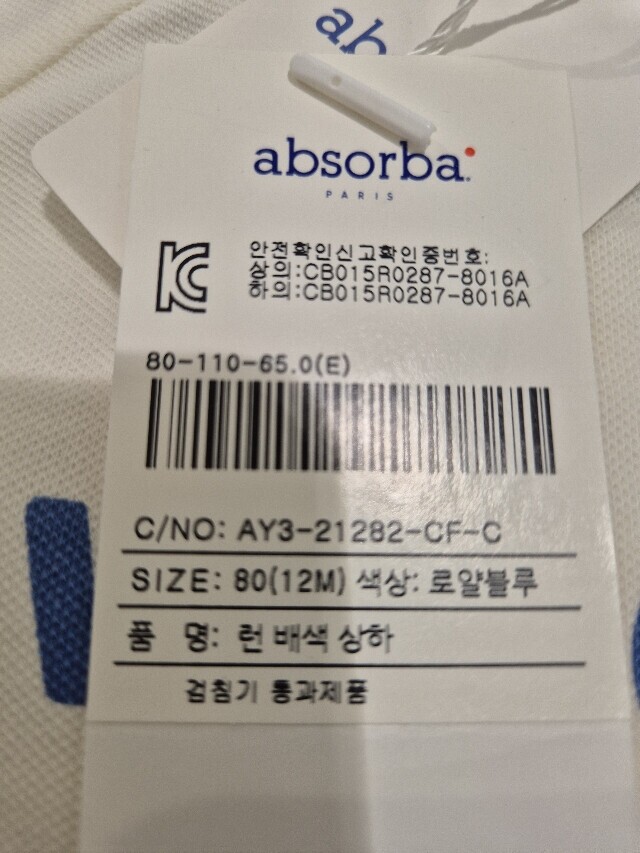 ab
absorba
PARIS
안전확인신고확인증번호:
상의:CB015R0287-8016A
하의:CB015R0287-8016A
80-110-65.0(E)
C/NO: AY3-21282-CF-C
SIZE: 80(12M) 색상: 로얄블루
품 명: 런 배색 상하
검침기 통과제품